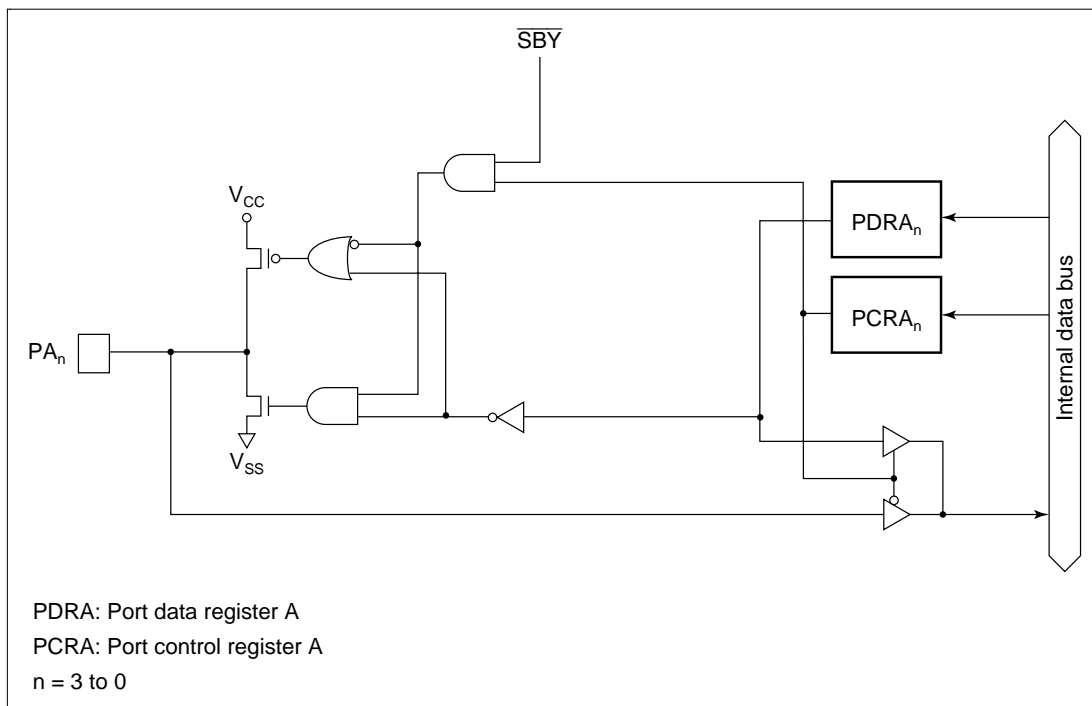 SBY
VCC
PDRAn
PCRAn
PAn
VSS
Internal data bus
PDRA: Port data register A
PCRA: Port control register A
n = 3 to 0